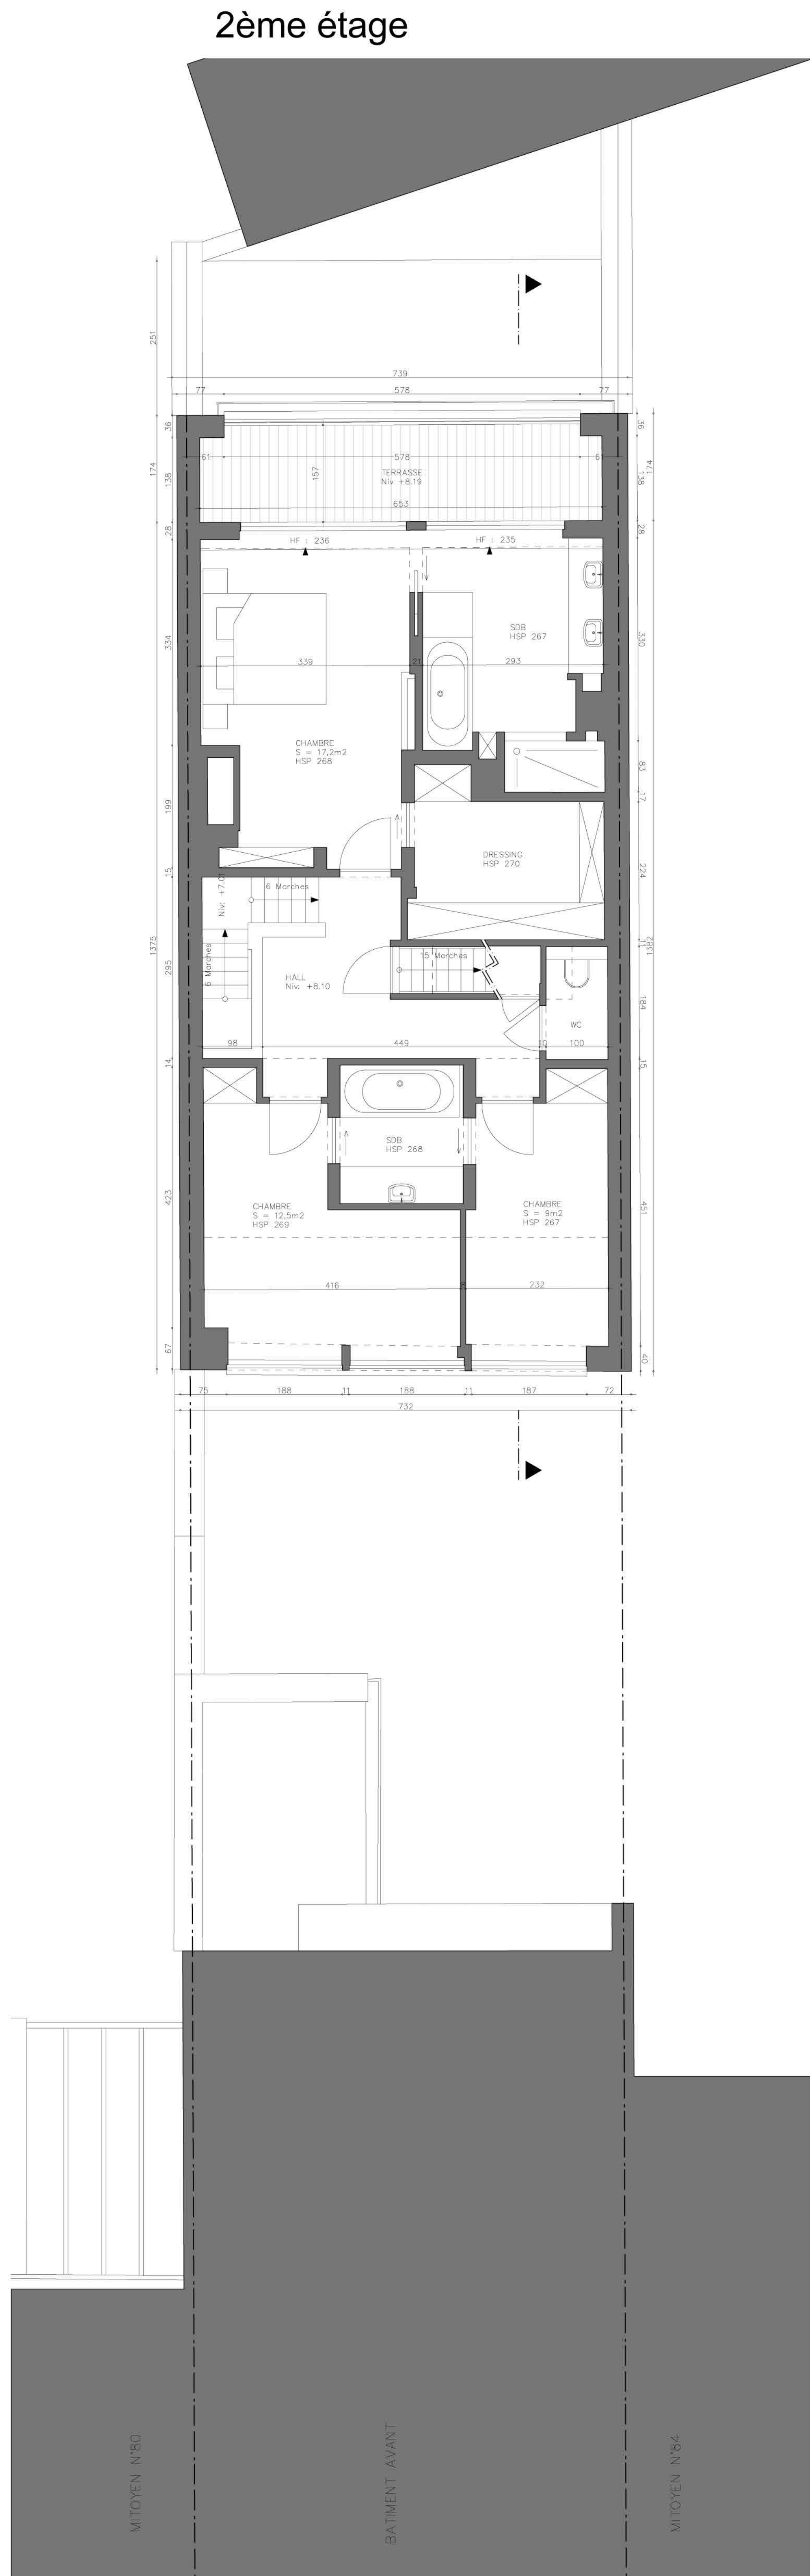 2ème étage
251
739
77
578
77
36
36
174
174
61
578
61
138
138
157
TERRASSE
Niv +8.19
653
28
28
HF : 236
HF : 235
SDB
HSP 267
334
330
339
21
293
CHAMBRE
S = 17,2m2
HSP 268
83
17
199
DRESSING
HSP 270
224
15
6 Marches
1375
1382
15 Marches
6 Marches
HALL
Niv: +8.10
295
184
WC
98
449
10
100
14
15
SDB
HSP 268
423
451
CHAMBRE
S = 12,5m2
HSP 269
CHAMBRE
S = 9m2
HSP 267
416
8
232
67
40
75
188
11
188
11
187
72
732
MITOYEN N°80
BATIMENT AVANT
MITOYEN N°84